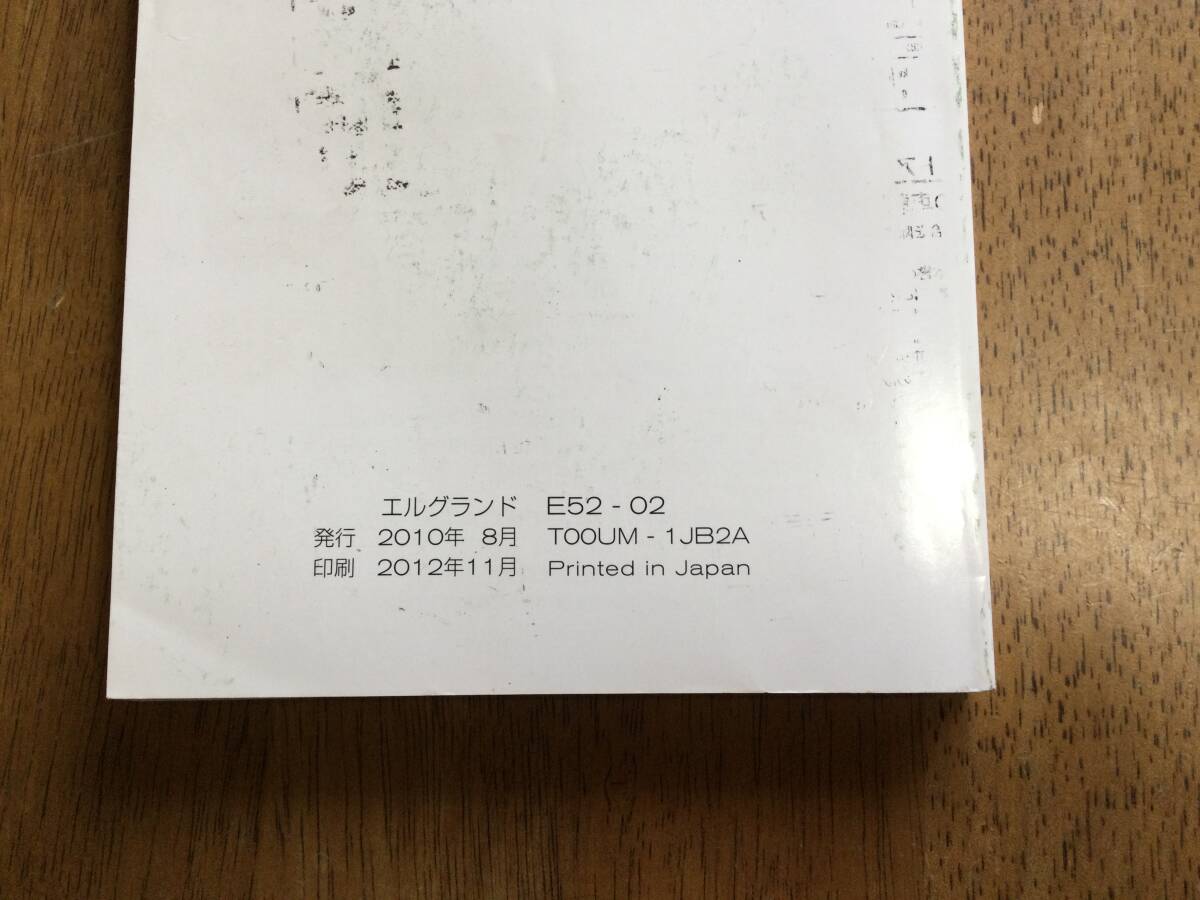 エルグランド E52 - 02
発行 2010年 8月 T00UM - 1JB2A
印刷 2012年11月 Printed in Japan